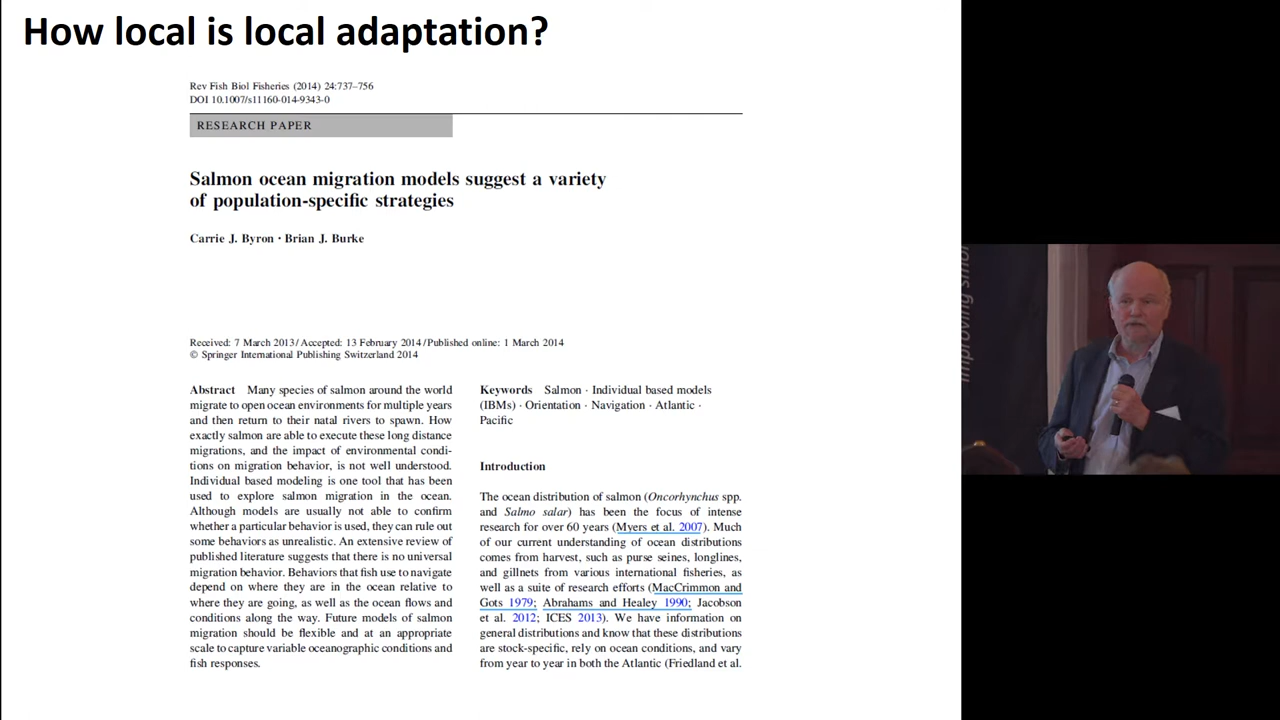 How local is local adaptation?
Rev Fish Biol Fisheries (2014) 24:737–756
DOI 10.1007/s11160-014-9343-0
RESEARCH PAPER
Salmon ocean migration models suggest a variety
of population-specific strategies
Carrie J. Byron · Brian J. Burke
Received: 7 March 2013 / Accepted: 13 February 2014 / Published online: 1 March 2014
© Springer International Publishing Switzerland 2014
Abstract Many species of salmon around the world
migrate to open ocean environments for multiple years
and then return to their natal rivers to spawn. How
exactly salmon are able to execute these long distance
migrations, and the impact of environmental condi-
tions on migration behavior, is not well understood.
Individual based modeling is one tool that has been
used to explore salmon migration in the ocean.
Although models are usually not able to confirm
whether a particular behavior is used, they can rule out
some behaviors as unrealistic. An extensive review of
published literature suggests that there is no universal
migration behavior. Behaviors that fish use to navigate
depend on where they are in the ocean relative to
where they are going, as well as the ocean flows and
conditions along the way. Future models of salmon
migration should be flexible and at an appropriate
scale to capture variable oceanographic conditions and
fish responses.
Keywords Salmon · Individual based models
(IBMs) · Orientation · Navigation · Atlantic ·
Pacific
Introduction
The ocean distribution of salmon (Oncorhynchus spp.
and Salmo salar) has been the focus of intense
research for over 60 years (Myers et al. 2007). Much
of our current understanding of ocean distributions
comes from harvest, such as purse seines, longlines,
and gillnets from various international fisheries, as
well as a suite of research efforts (MacCrimmon and
Gots 1979; Abrahams and Healey 1990; Jacobson
et al. 2012; ICES 2013). We have information on
general distributions and know that these distributions
are stock-specific, rely on ocean conditions, and vary
from year to year in both the Atlantic (Friedland et al.
improving smol